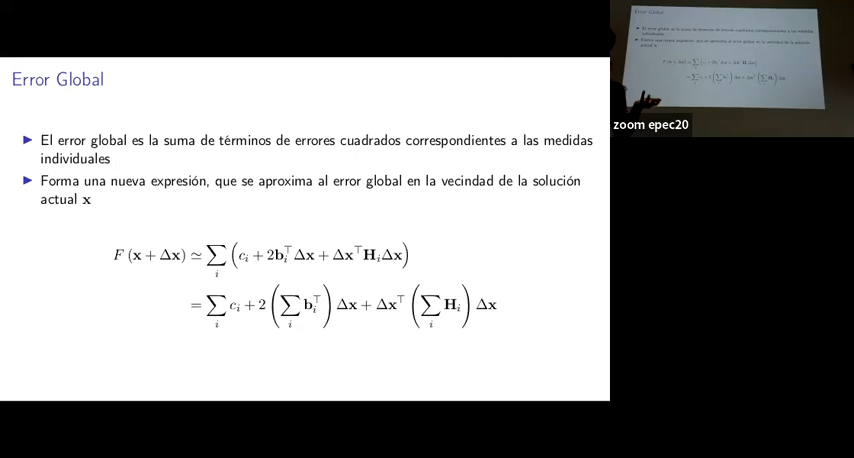 Error Global
▶ El error global es la suma de términos de errores cuadrados correspondientes a las medidas
individuales
▶ Forma una nueva expresión, que se aproxima al error global en la vecindad de la solución
actual x
F (x + Δx) ≃ ∑_i (c_i + 2b_i^⊤ Δx + Δx^⊤ H_i Δx)
= ∑_i c_i + 2 (∑_i b_i^⊤) Δx + Δx^⊤ (∑_i H_i) Δx
Error Global
zoom epec20